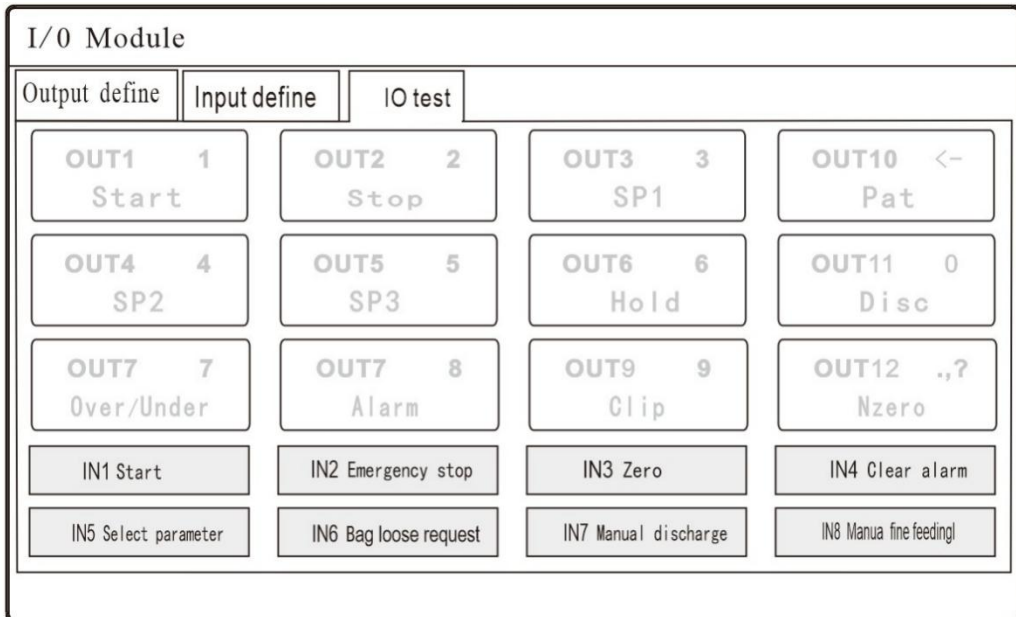 I/0 Module
Output define Input define IO test
OUT1 1 OUT2 2 OUT3 3 OUT10 <-
Start Stop SP1 Pat
OUT4 4 OUT5 5 OUT6 6 OUT11 0
SP2 SP3 Hold Disc
OUT7 7 OUT7 8 OUT9 9 OUT12 .,?
Over/Under Alarm Clip Nzero
IN1 Start IN2 Emergency stop IN3 Zero IN4 Clear alarm
IN5 Select parameter IN6 Bag loose request IN7 Manual discharge IN8 Manua fine feedingl